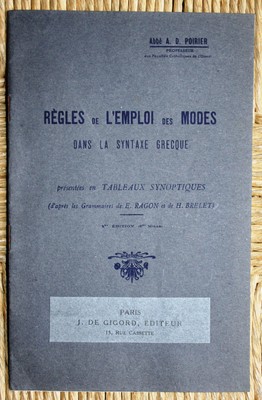 Abbé A. D. POIRIER
PROFESSEUR
aux Facultés Catholiques de l'Ouest
RÈGLES DE L'EMPLOI DES MODES
DANS LA SYNTAXE GRECQUE
présentées en TABLEAUX SYNOPTIQUES
(d'après les Grammaires de E. RAGON et de H. BRELET)
ÉDITION
PARIS
J. DE GIGORD, ÉDITEUR
15, RUE CASSETTE